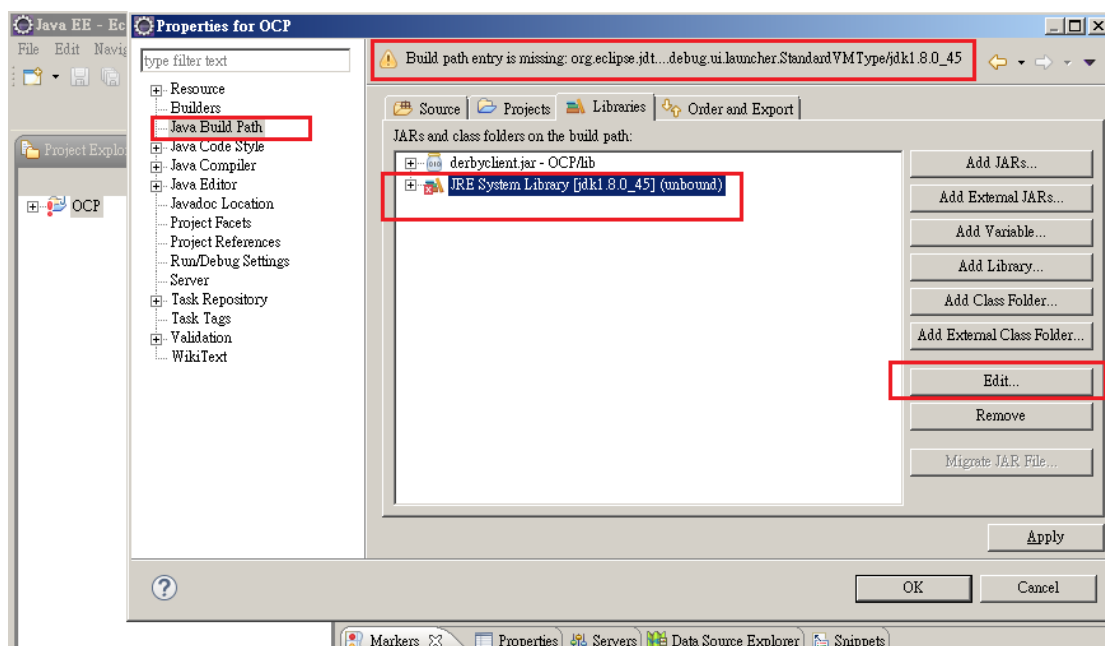 Java EE - Ec
Properties for OCP
File Edit Navig
type filter text
Build path entry is missing: org.eclipse.jdt....debug.ui.launcher.StandardVMType/jdk1.8.0_45
Resource
Builders
Java Build Path
Java Code Style
Java Compiler
Java Editor
Javadoc Location
Project Facets
Project References
Run/Debug Settings
Server
Task Repository
Task Tags
Validation
WikiText
Project Explo
OCP
Source
Projects
Libraries
Order and Export
JARs and class folders on the build path:
derbyclient.jar - OCP/lib
JRE System Library [jdk1.8.0_45] (unbound)
Add JARs...
Add External JARs...
Add Variable...
Add Library...
Add Class Folder...
Add External Class Folder...
Edit...
Remove
Migrate JAR File...
Apply
OK
Cancel
Markers
Properties
Servers
Data Source Explorer
Snippets